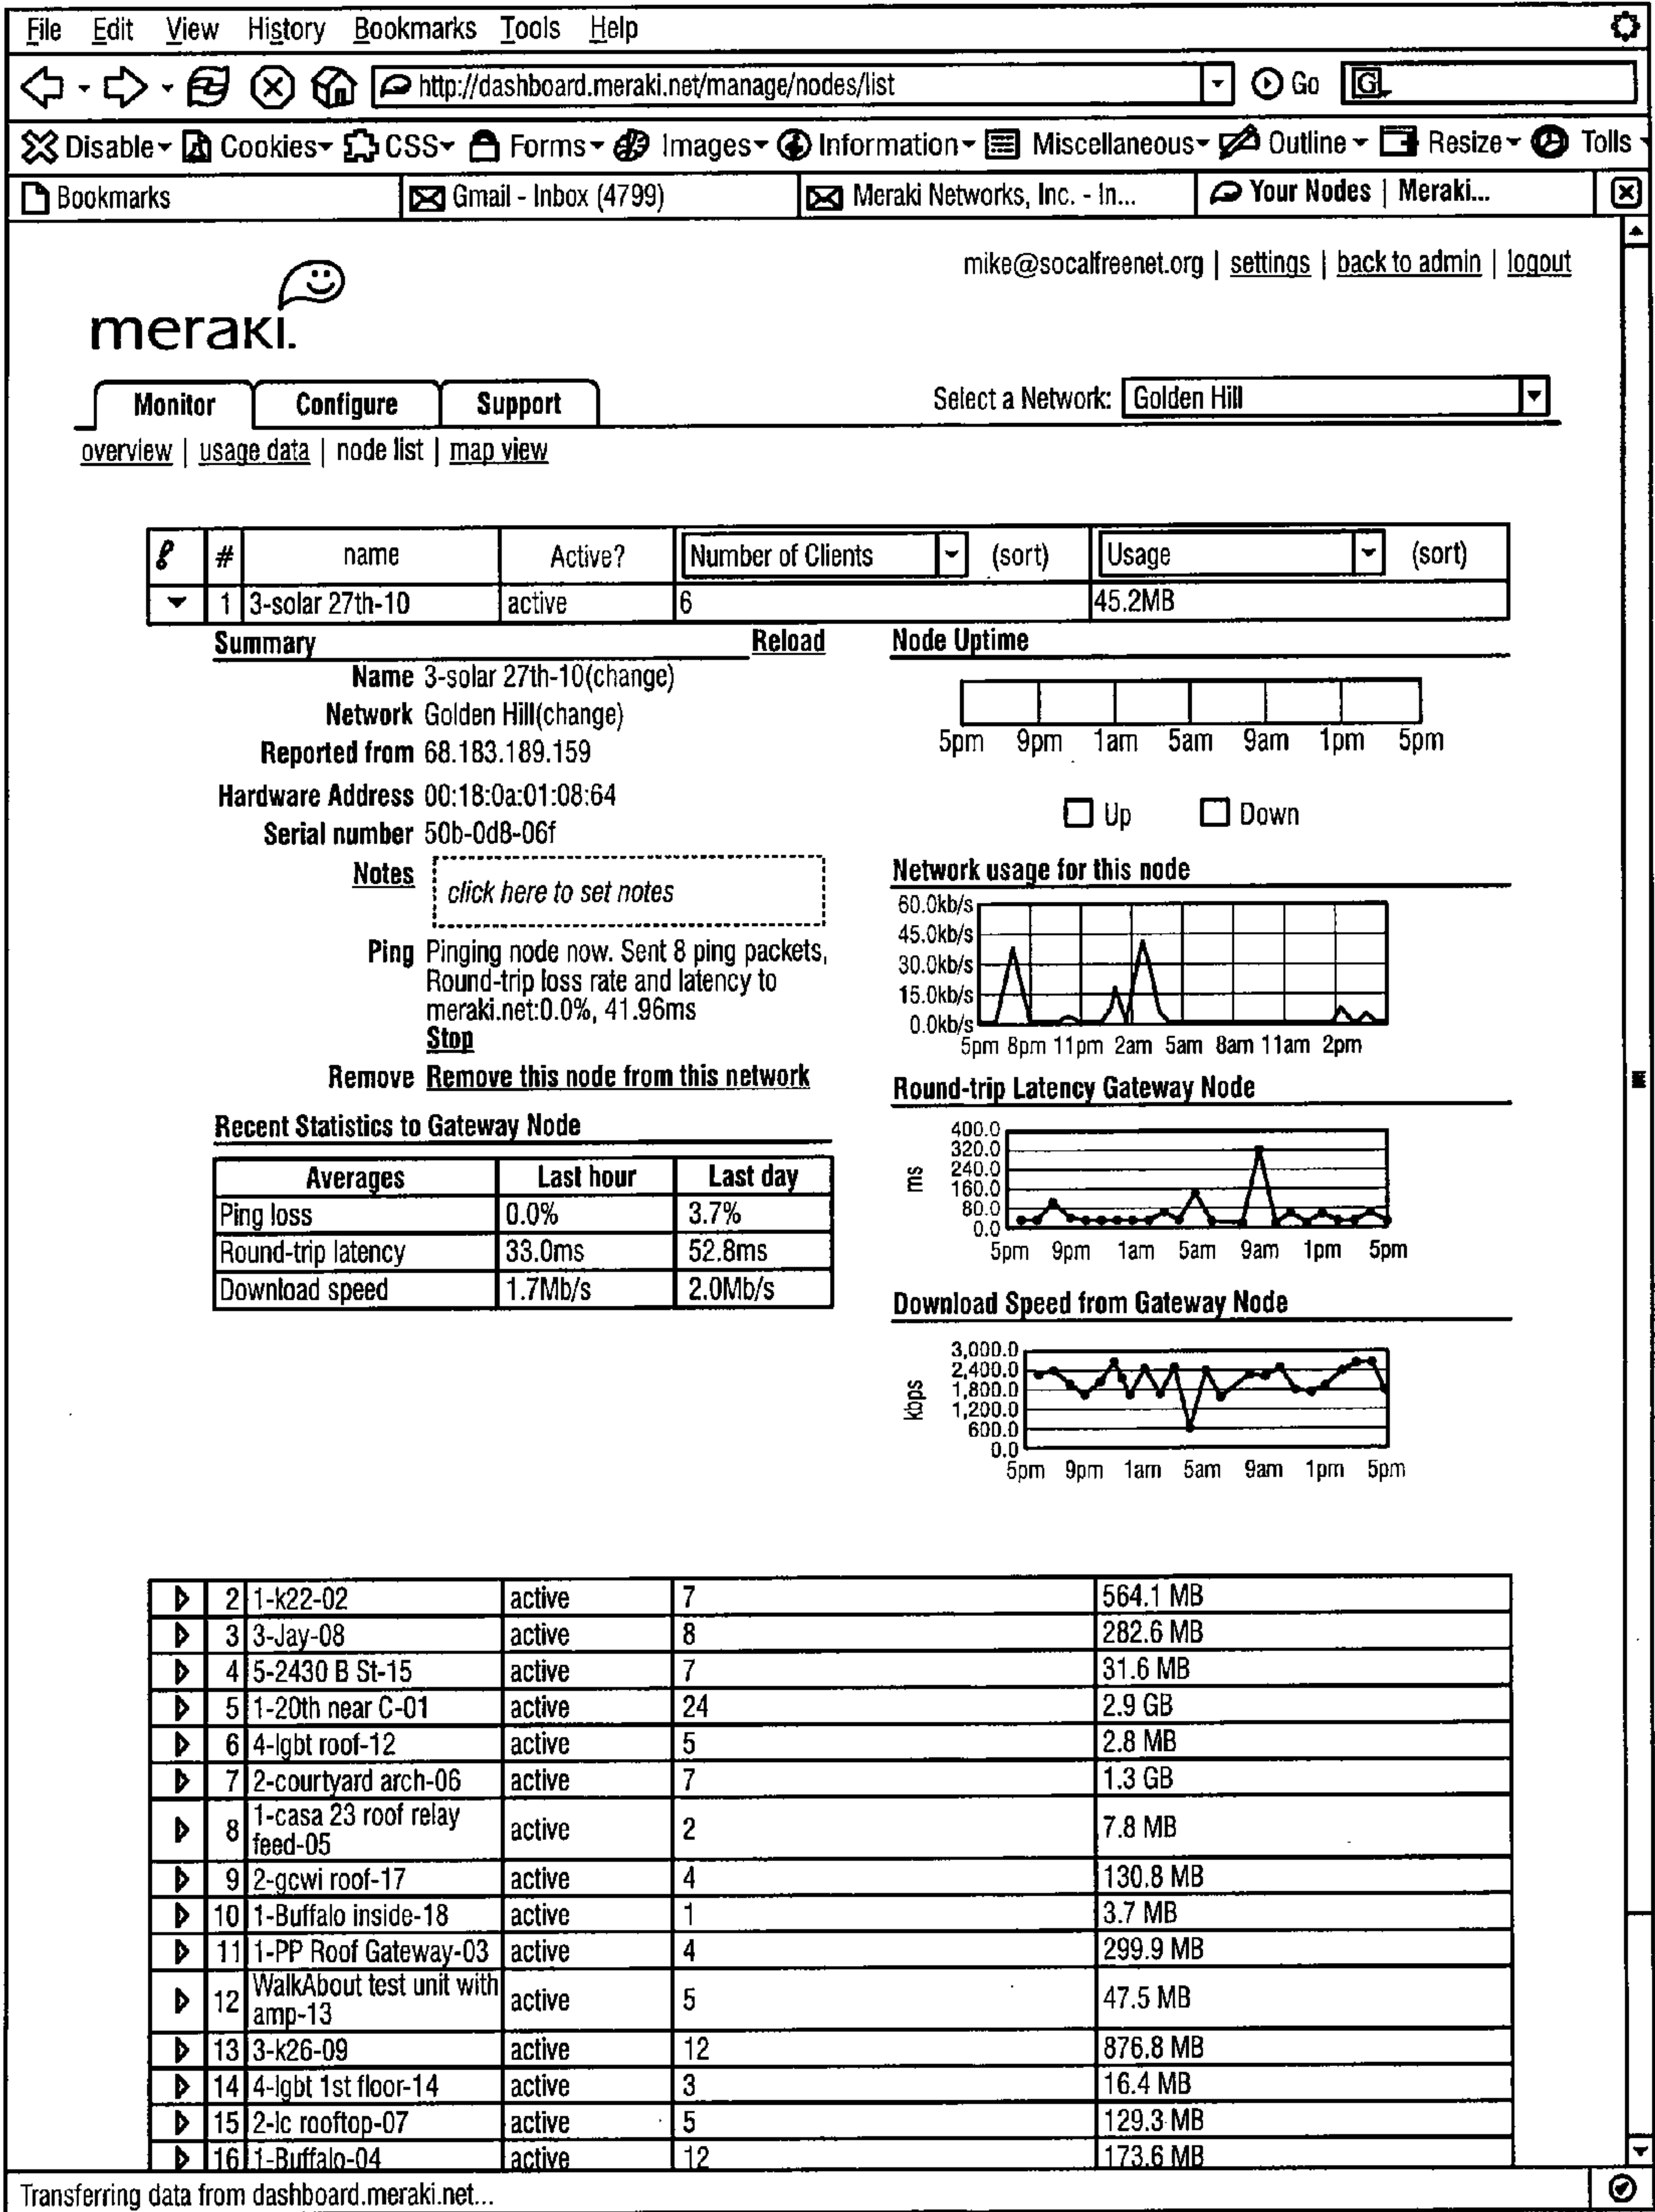 File Edit View History Bookmarks Tools Help
http://dashboard.meraki.net/manage/nodes/list Go G
Disable Cookies CSS Forms Images Information Miscellaneous Outline Resize Tolls
Bookmarks Gmail - Inbox (4799) Meraki Networks, Inc. - In... Your Nodes | Meraki...
mike@socalfreenet.org | settings | back to admin | logout
meraki.
Monitor Configure Support Select a Network: Golden Hill
overview | usage data | node list | map view
# name Active? Number of Clients (sort) Usage (sort)
1 3-solar 27th-10 active 6 45.2MB
Summary Reload
Name 3-solar 27th-10(change)
Network Golden Hill(change)
Reported from 68.183.189.159
Hardware Address 00:18:0a:01:08:64
Serial number 50b-0d8-06f
Notes click here to set notes
Ping Pinging node now. Sent 8 ping packets,
Round-trip loss rate and latency to
meraki.net:0.0%, 41.96ms
Stop
Remove Remove this node from this network
Recent Statistics to Gateway Node
Averages Last hour Last day
Ping loss 0.0% 3.7%
Round-trip latency 33.0ms 52.8ms
Download speed 1.7Mb/s 2.0Mb/s
Node Uptime
5pm 9pm 1am 5am 9am 1pm 5pm
Up Down
Network usage for this node
60.0kb/s
45.0kb/s
30.0kb/s
15.0kb/s
0.0kb/s
5pm 8pm 11pm 2am 5am 8am 11am 2pm
Round-trip Latency Gateway Node
ms
400.0
320.0
240.0
160.0
80.0
0.0
5pm 9pm 1am 5am 9am 1pm 5pm
Download Speed from Gateway Node
kbps
3,000.0
2,400.0
1,800.0
1,200.0
600.0
0.0
5pm 9pm 1am 5am 9am 1pm 5pm
2 1-k22-02 active 7 564.1 MB
3 3-Jay-08 active 8 282.6 MB
4 5-2430 B St-15 active 7 31.6 MB
5 1-20th near C-01 active 24 2.9 GB
6 4-lgbt roof-12 active 5 2.8 MB
7 2-courtyard arch-06 active 7 1.3 GB
8 1-casa 23 roof relay
feed-05 active 2 7.8 MB
9 2-gcwi roof-17 active 4 130.8 MB
10 1-Buffalo inside-18 active 1 3.7 MB
11 1-PP Roof Gateway-03 active 4 299.9 MB
12 WalkAbout test unit with
amp-13 active 5 47.5 MB
13 3-k26-09 active 12 876.8 MB
14 4-lgbt 1st floor-14 active 3 16.4 MB
15 2-lc rooftop-07 active 5 129.3 MB
16 1-Buffalo-04 active 12 173.6 MB
Transferring data from dashboard.meraki.net...